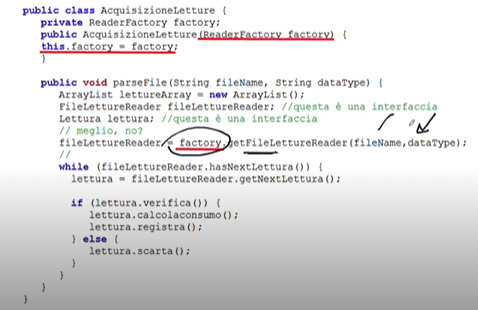 public class AcquisizioneLetture {
private ReaderFactory factory;
public AcquisizioneLetture(ReaderFactory factory) {
this.factory = factory;
}
public void parseFile(String fileName, String dataType) {
ArrayList lettureArray = new ArrayList();
FileLettureReader fileLettureReader; //questa è una interfaccia
Lettura lettura; //questa è una interfaccia
// meglio, no?
fileLettureReader = factory.getFileLettureReader(fileName,dataType);
//
while (fileLettureReader.hasNextLettura()) {
lettura = fileLettureReader.getNextLettura();
if (lettura.verifica()) {
lettura.calcolaconsumo();
lettura.registra();
} else {
lettura.scarta();
}
}
}
}